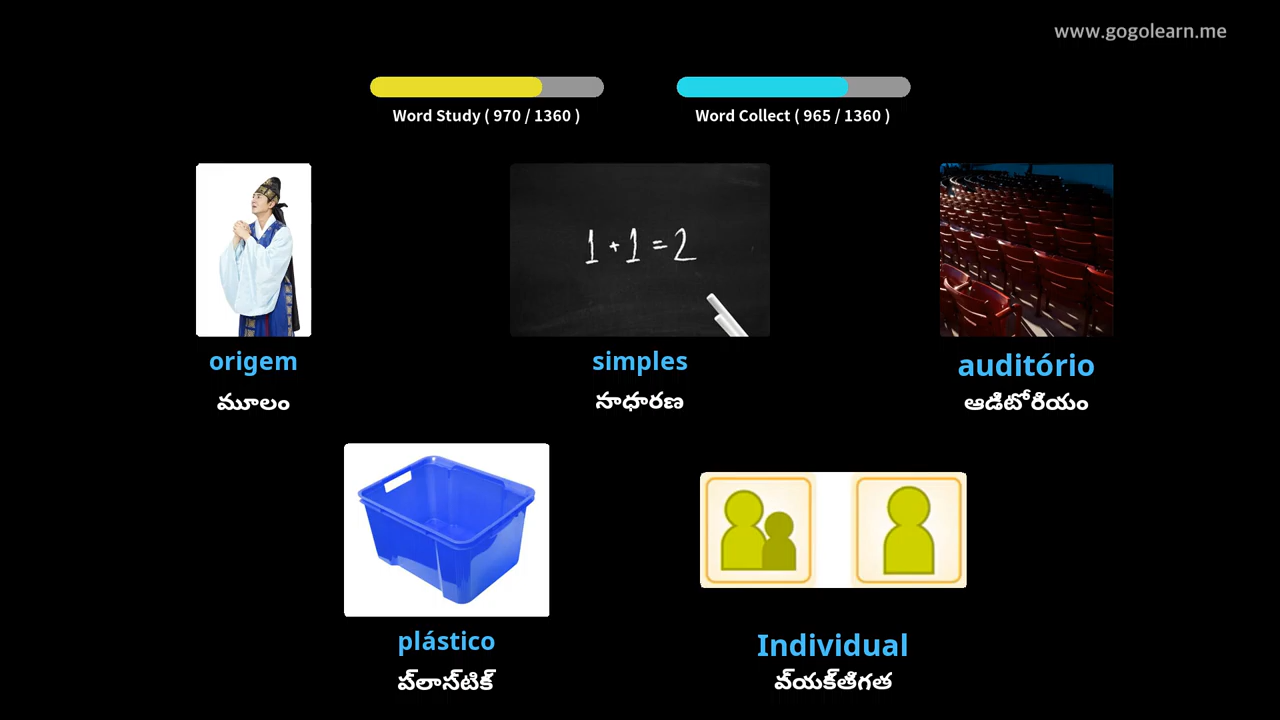 www.gogolearn.me
Word Study ( 970 / 1360 )
Word Collect ( 965 / 1360 )
1 + 1 = 2
origem
simples
auditório
మూలం
సాధారణ
ఆడిటోరియం
plástico
Individual
ప్లాస్టిక్
వ్యక్తిగత